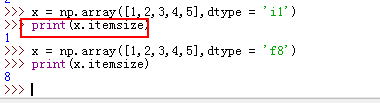 2
>>> x = np.array([1,2,3,4,5],dtype = 'i1')
>>> print(x.itemsize)
1
>>> x = np.array([1,2,3,4,5],dtype = 'f8')
>>> print(x.itemsize)
8
>>>